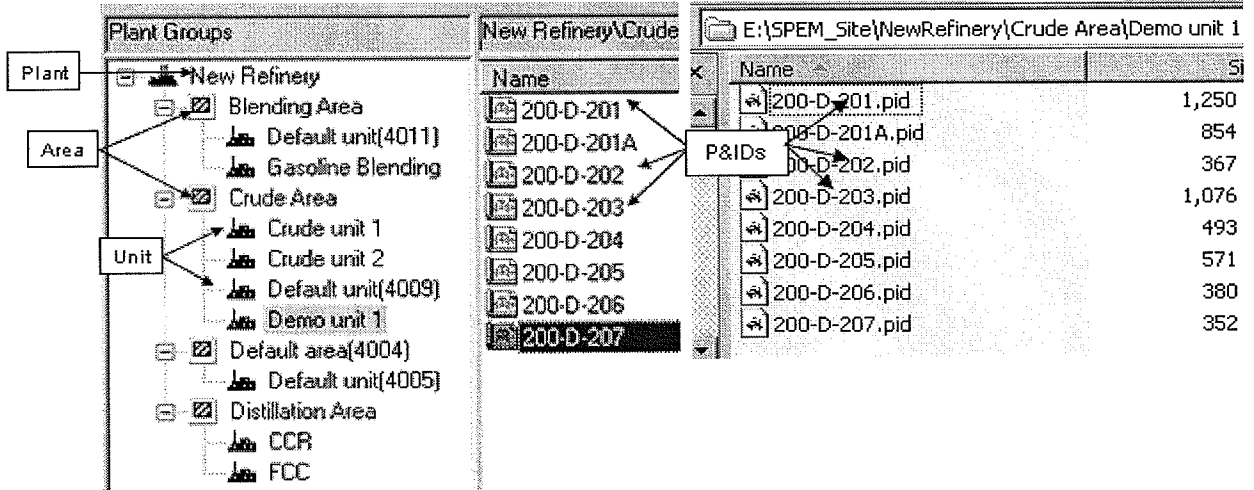 Plant Groups
New Refinery\Crude
E:\SPEM_Site\NewRefinery\Crude Area\Demo unit 1
Plant
New Refinery
Blending Area
Default unit(4011)
Gasoline Blending
Area
Crude Area
Crude unit 1
Unit
Crude unit 2
Default unit(4009)
Demo unit 1
Default area(4004)
Default unit(4005)
Distillation Area
CCR
FCC
Name
200-D-201
200-D-201A
200-D-202
200-D-203
200-D-204
200-D-205
200-D-206
200-D-207
P&IDs
Name Si
200-D-201.pid 1,250
00-D-201A.pid 854
00-D-202.pid 367
200-D-203.pid 1,076
200-D-204.pid 493
200-D-205.pid 571
200-D-206.pid 380
200-D-207.pid 352